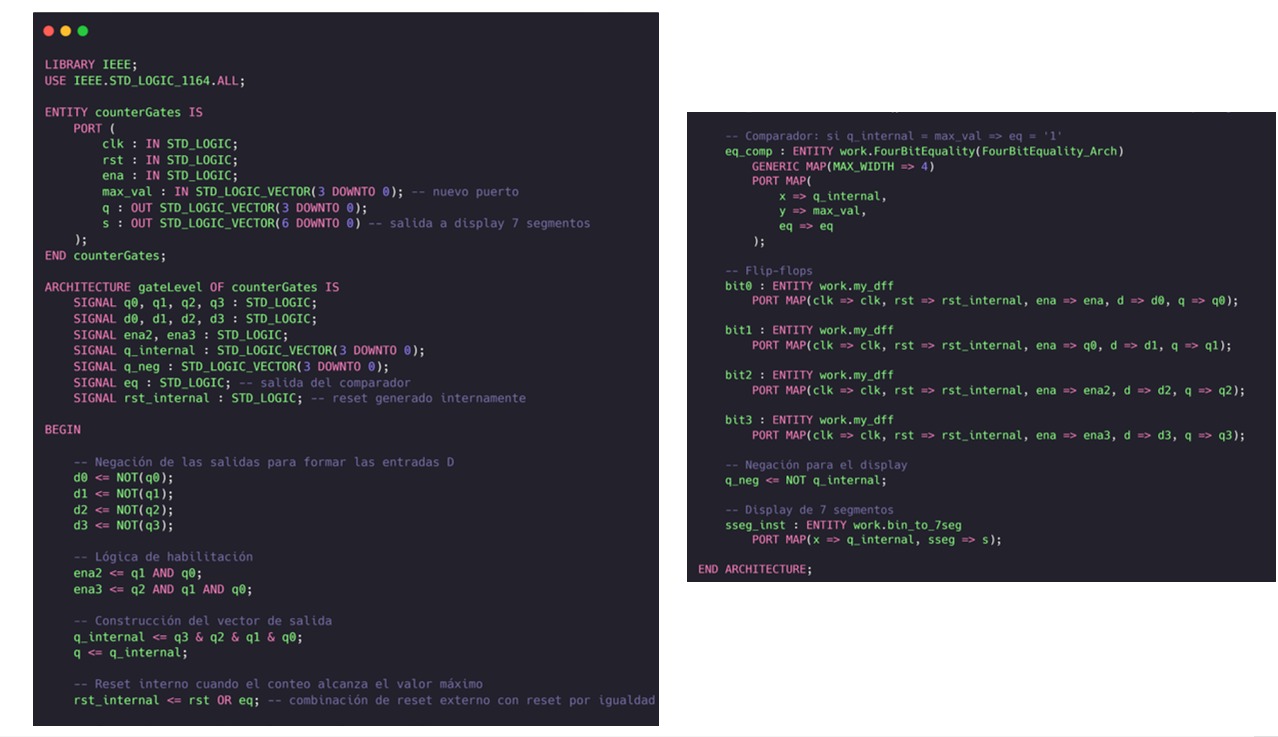 LIBRARY IEEE;
USE IEEE.STD_LOGIC_1164.ALL;

ENTITY counterGates IS
    PORT (
        clk : IN STD_LOGIC;
        rst : IN STD_LOGIC;
        ena : IN STD_LOGIC;
        max_val : IN STD_LOGIC_VECTOR(3 DOWNTO 0); -- nuevo puerto
        q : OUT STD_LOGIC_VECTOR(3 DOWNTO 0);
        s : OUT STD_LOGIC_VECTOR(6 DOWNTO 0) -- salida a display 7 segmentos
    );
END counterGates;

ARCHITECTURE gateLevel OF counterGates IS
    SIGNAL q0, q1, q2, q3 : STD_LOGIC;
    SIGNAL d0, d1, d2, d3 : STD_LOGIC;
    SIGNAL ena2, ena3 : STD_LOGIC;
    SIGNAL q_internal : STD_LOGIC_VECTOR(3 DOWNTO 0);
    SIGNAL q_neg : STD_LOGIC_VECTOR(3 DOWNTO 0);
    SIGNAL eq : STD_LOGIC; -- salida del comparador
    SIGNAL rst_internal : STD_LOGIC; -- reset generado internamente

BEGIN

    -- Negación de las salidas para formar las entradas D
    d0 <= NOT(q0);
    d1 <= NOT(q1);
    d2 <= NOT(q2);
    d3 <= NOT(q3);

    -- Lógica de habilitación
    ena2 <= q1 AND q0;
    ena3 <= q2 AND q1 AND q0;

    -- Construcción del vector de salida
    q_internal <= q3 & q2 & q1 & q0;
    q <= q_internal;

    -- Reset interno cuando el conteo alcanza el valor máximo
    rst_internal <= rst OR eq; -- combinación de reset externo con reset por igualdad

    -- Comparador: si q_internal = max_val => eq = '1'
    eq_comp : ENTITY work.FourBitEquality(FourBitEquality_Arch)
        GENERIC MAP(MAX_WIDTH => 4)
        PORT MAP(
            x => q_internal,
            y => max_val,
            eq => eq
        );

    -- Flip-flops
    bit0 : ENTITY work.my_dff
        PORT MAP(clk => clk, rst => rst_internal, ena => ena, d => d0, q => q0);

    bit1 : ENTITY work.my_dff
        PORT MAP(clk => clk, rst => rst_internal, ena => q0, d => d1, q => q1);

    bit2 : ENTITY work.my_dff
        PORT MAP(clk => clk, rst => rst_internal, ena => ena2, d => d2, q => q2);

    bit3 : ENTITY work.my_dff
        PORT MAP(clk => clk, rst => rst_internal, ena => ena3, d => d3, q => q3);

    -- Negación para el display
    q_neg <= NOT q_internal;

    -- Display de 7 segmentos
    sseg_inst : ENTITY work.bin_to_7seg
        PORT MAP(x => q_internal, sseg => s);

END ARCHITECTURE;